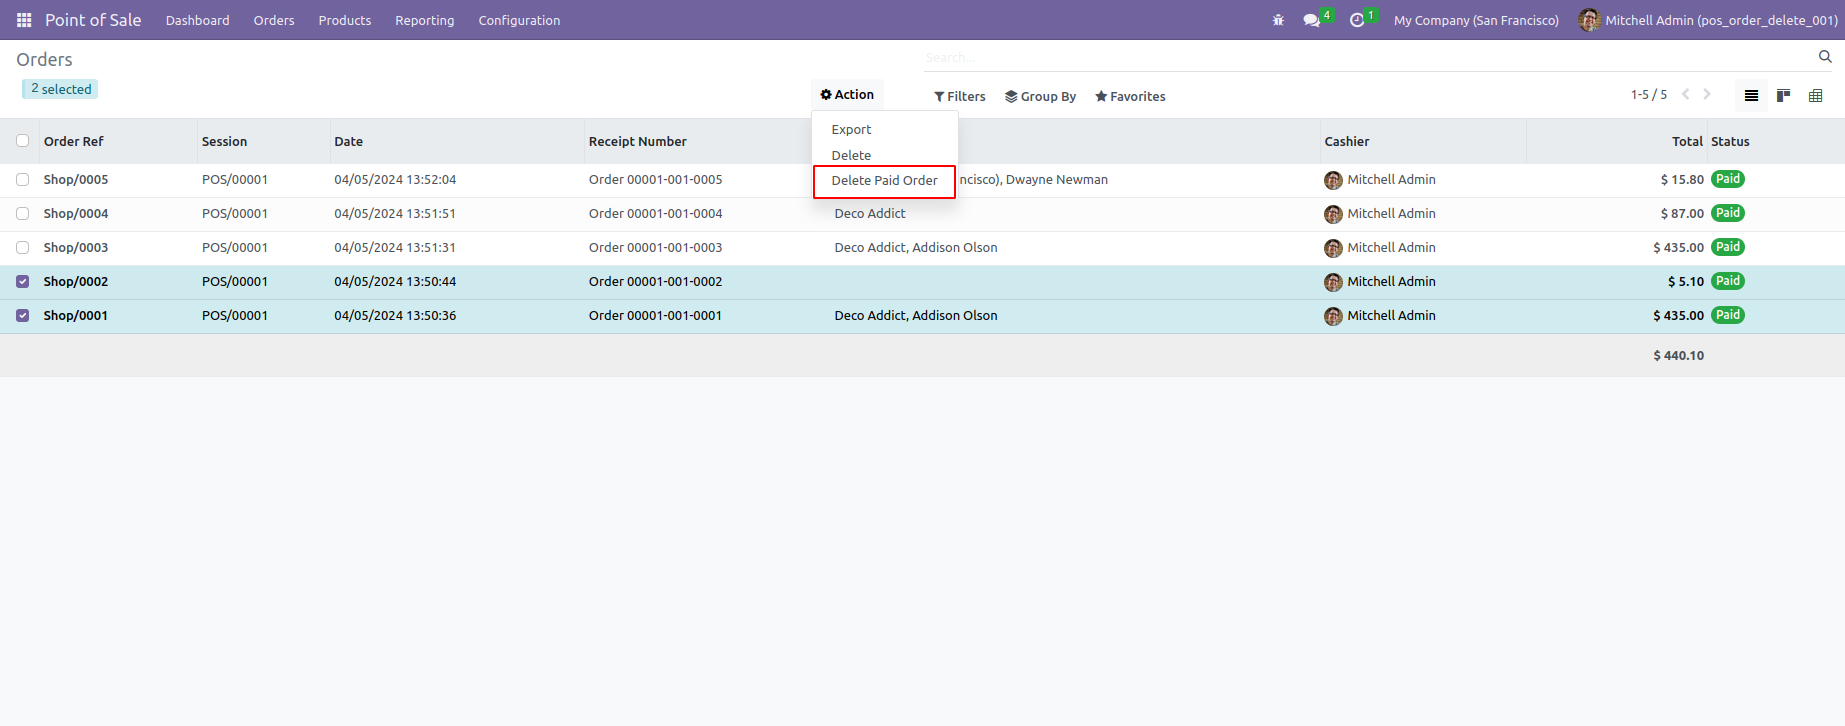 Point of Sale Dashboard Orders Products Reporting Configuration 4 1 My Company (San Francisco) Mitchell Admin (pos_order_delete_001)
Orders
Search...
2 selected
Action Filters Group By Favorites 1-5 / 5
Export
Delete
Delete Paid Order
Order Ref Session Date Receipt Number Cashier Total Status
Shop/0005 POS/00001 04/05/2024 13:52:04 Order 00001-001-0005 ncisco), Dwayne Newman Mitchell Admin $ 15.80 Paid
Shop/0004 POS/00001 04/05/2024 13:51:51 Order 00001-001-0004 Deco Addict Mitchell Admin $ 87.00 Paid
Shop/0003 POS/00001 04/05/2024 13:51:31 Order 00001-001-0003 Deco Addict, Addison Olson Mitchell Admin $ 435.00 Paid
Shop/0002 POS/00001 04/05/2024 13:50:44 Order 00001-001-0002 Mitchell Admin $ 5.10 Paid
Shop/0001 POS/00001 04/05/2024 13:50:36 Order 00001-001-0001 Deco Addict, Addison Olson Mitchell Admin $ 435.00 Paid
$ 440.10